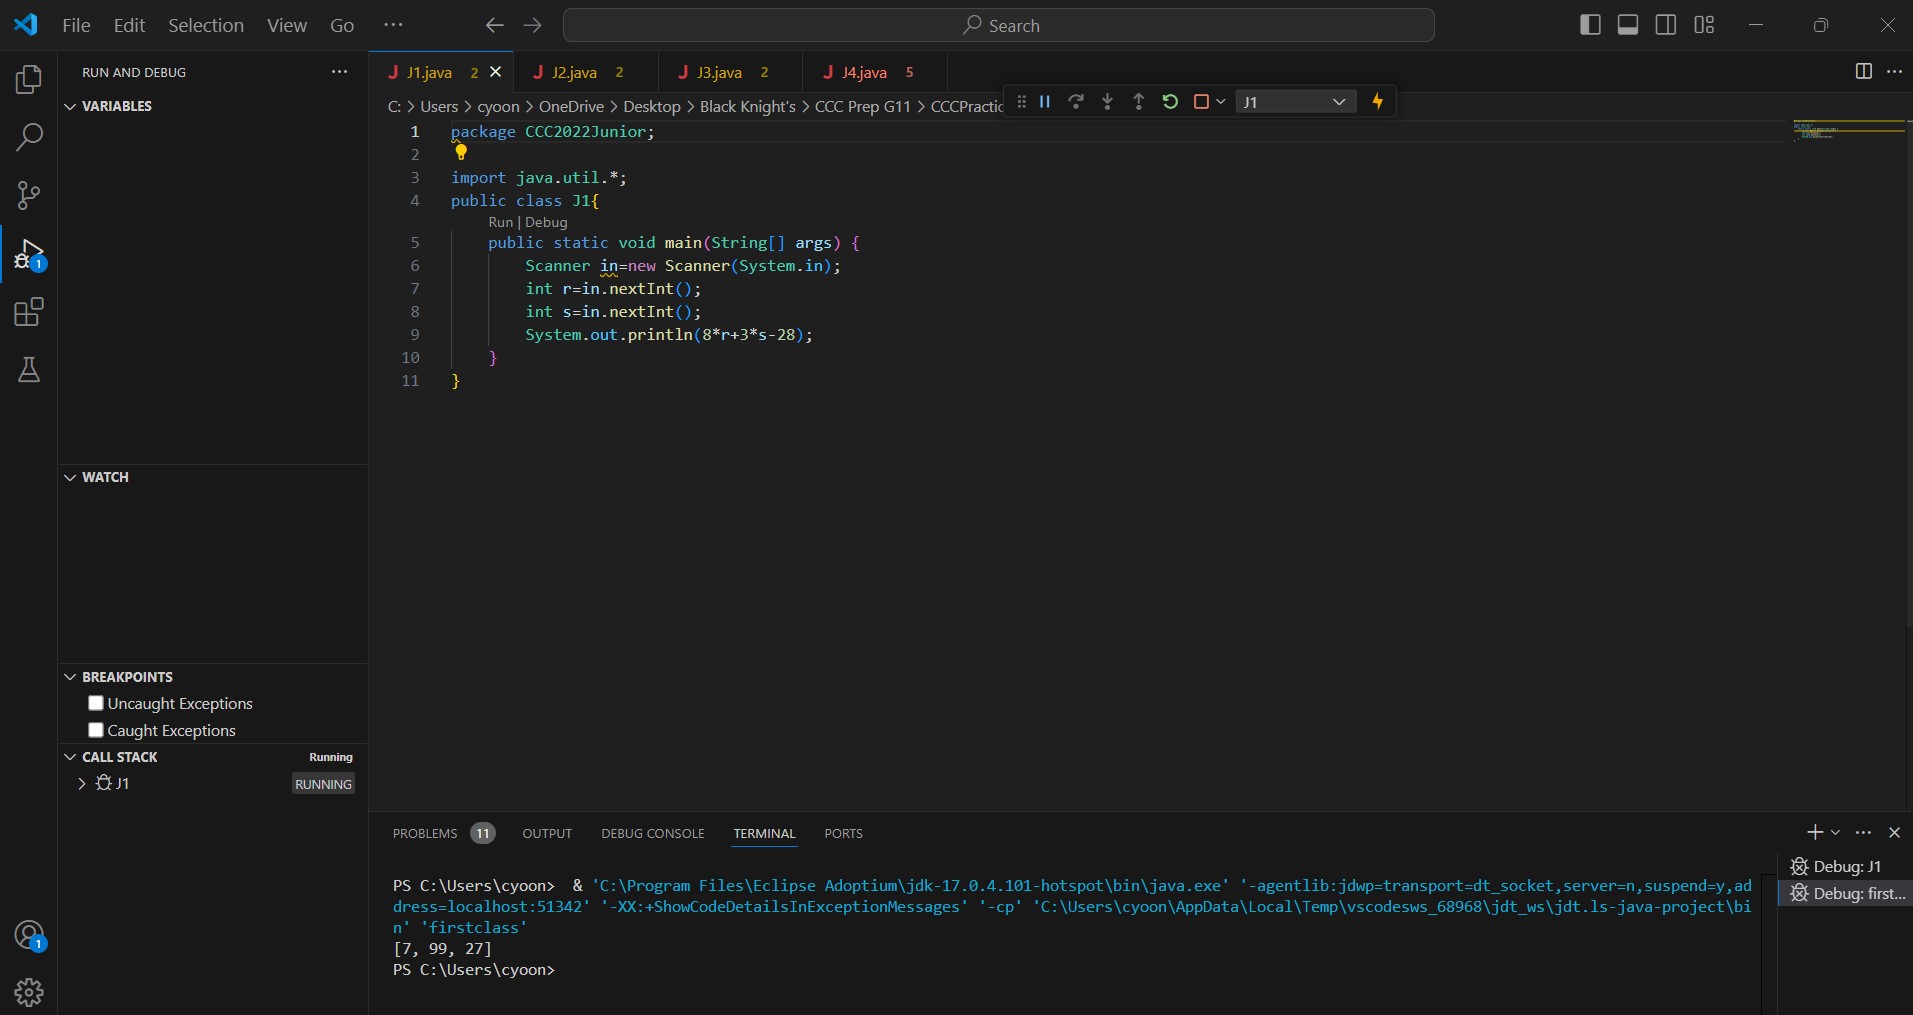 File Edit Selection View Go ···
Search
RUN AND DEBUG ···
VARIABLES
WATCH
BREAKPOINTS
Uncaught Exceptions
Caught Exceptions
CALL STACK Running
J1 RUNNING
1
1
J J1.java 2 J J2.java 2 J J3.java 2 J J4.java 5
C: > Users > cyoon > OneDrive > Desktop > Black Knight's > CCC Prep G11 > CCCPractic
J1
1 package CCC2022Junior;
2
3 import java.util.*;
4 public class J1{
Run | Debug
5 public static void main(String[] args) {
6 Scanner in=new Scanner(System.in);
7 int r=in.nextInt();
8 int s=in.nextInt();
9 System.out.println(8*r+3*s-28);
10 }
11 }
PROBLEMS 11 OUTPUT DEBUG CONSOLE TERMINAL PORTS
PS C:\Users\cyoon> & 'C:\Program Files\Eclipse Adoptium\jdk-17.0.4.101-hotspot\bin\java.exe' '-agentlib:jdwp=transport=dt_socket,server=n,suspend=y,ad
dress=localhost:51342' '-XX:+ShowCodeDetailsInExceptionMessages' '-cp' 'C:\Users\cyoon\AppData\Local\Temp\vscodesws_68968\jdt_ws\jdt.ls-java-project\bi
n' 'firstclass'
[7, 99, 27]
PS C:\Users\cyoon>
Debug: J1
Debug: first...